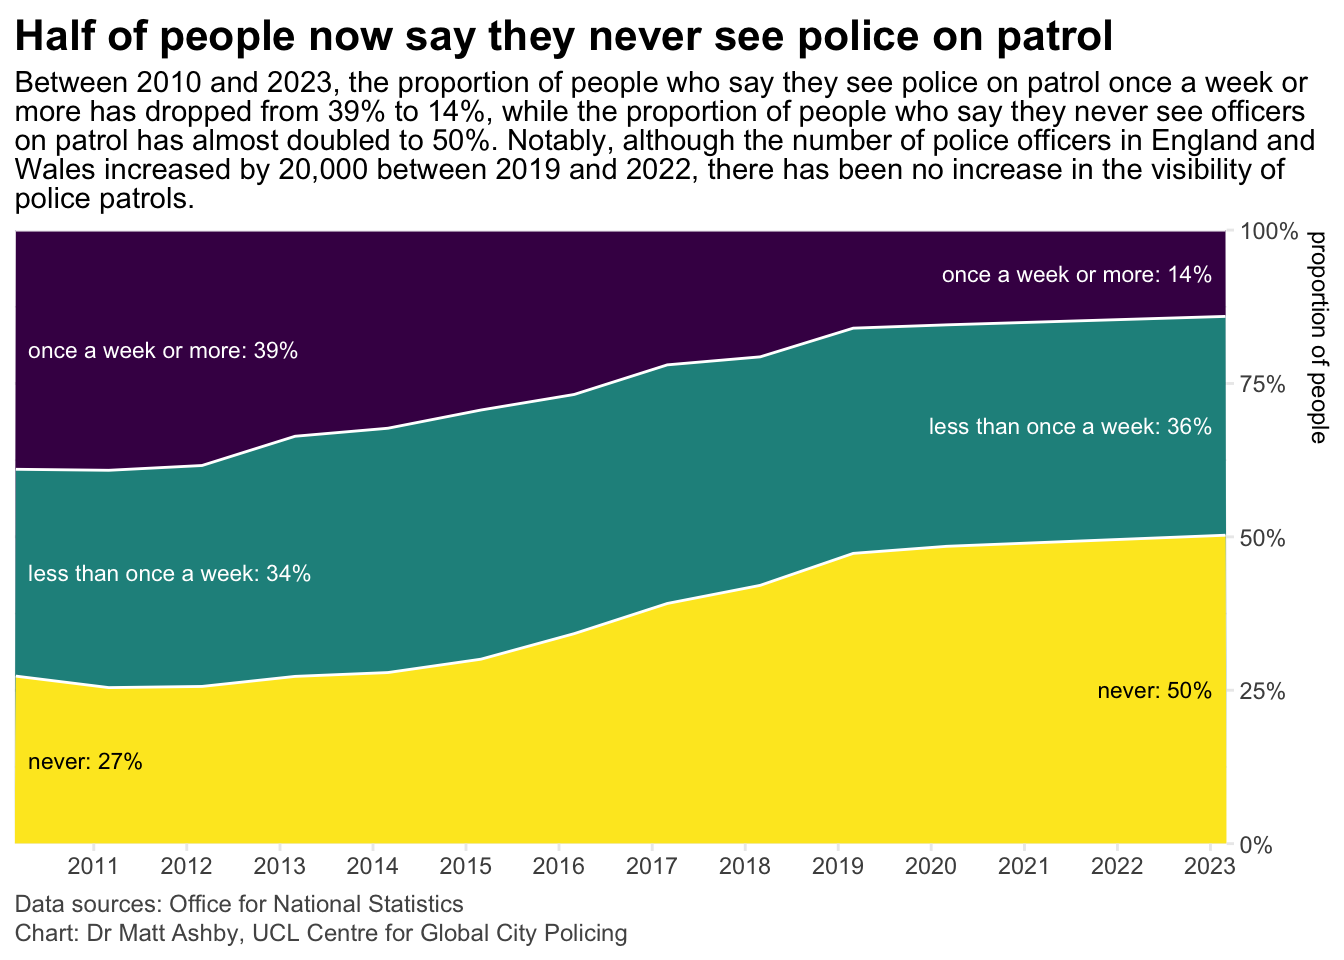 Half of people now say they never see police on patrol
Between 2010 and 2023, the proportion of people who say they see police on patrol once a week or
more has dropped from 39% to 14%, while the proportion of people who say they never see officers
on patrol has almost doubled to 50%. Notably, although the number of police officers in England and
Wales increased by 20,000 between 2019 and 2022, there has been no increase in the visibility of
police patrols.
100%
proportion of people
once a week or more: 14%
once a week or more: 39%
75%
less than once a week: 36%
50%
less than once a week: 34%
never: 50%
25%
never: 27%
0%
2011 2012 2013 2014 2015 2016 2017 2018 2019 2020 2021 2022 2023
Data sources: Office for National Statistics
Chart: Dr Matt Ashby, UCL Centre for Global City Policing